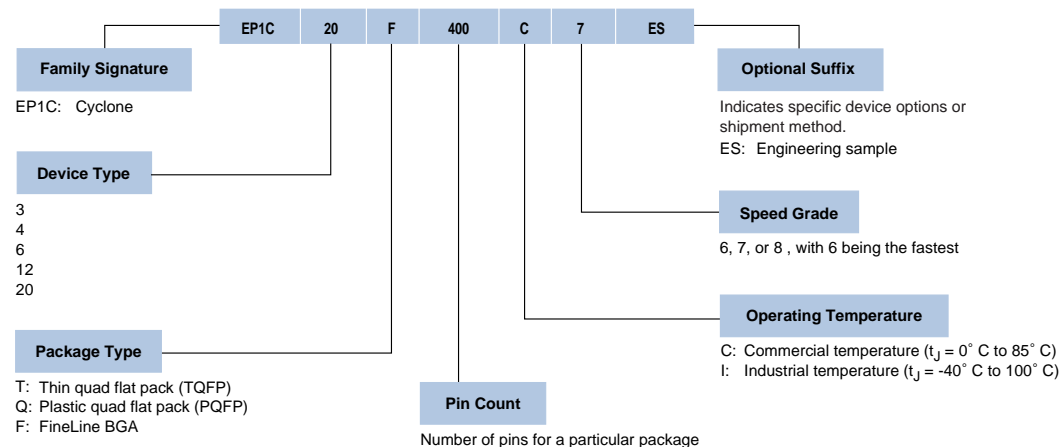 EP1C 20 F 400 C 7 ES
Family Signature
EP1C: Cyclone
Device Type
3
4
6
12
20
Package Type
T: Thin quad flat pack (TQFP)
Q: Plastic quad flat pack (PQFP)
F: FineLine BGA
Pin Count
Number of pins for a particular package
Optional Suffix
Indicates specific device options or
shipment method.
ES: Engineering sample
Speed Grade
6, 7, or 8 , with 6 being the fastest
Operating Temperature
C: Commercial temperature (tJ = 0° C to 85° C)
I: Industrial temperature (tJ = -40° C to 100° C)